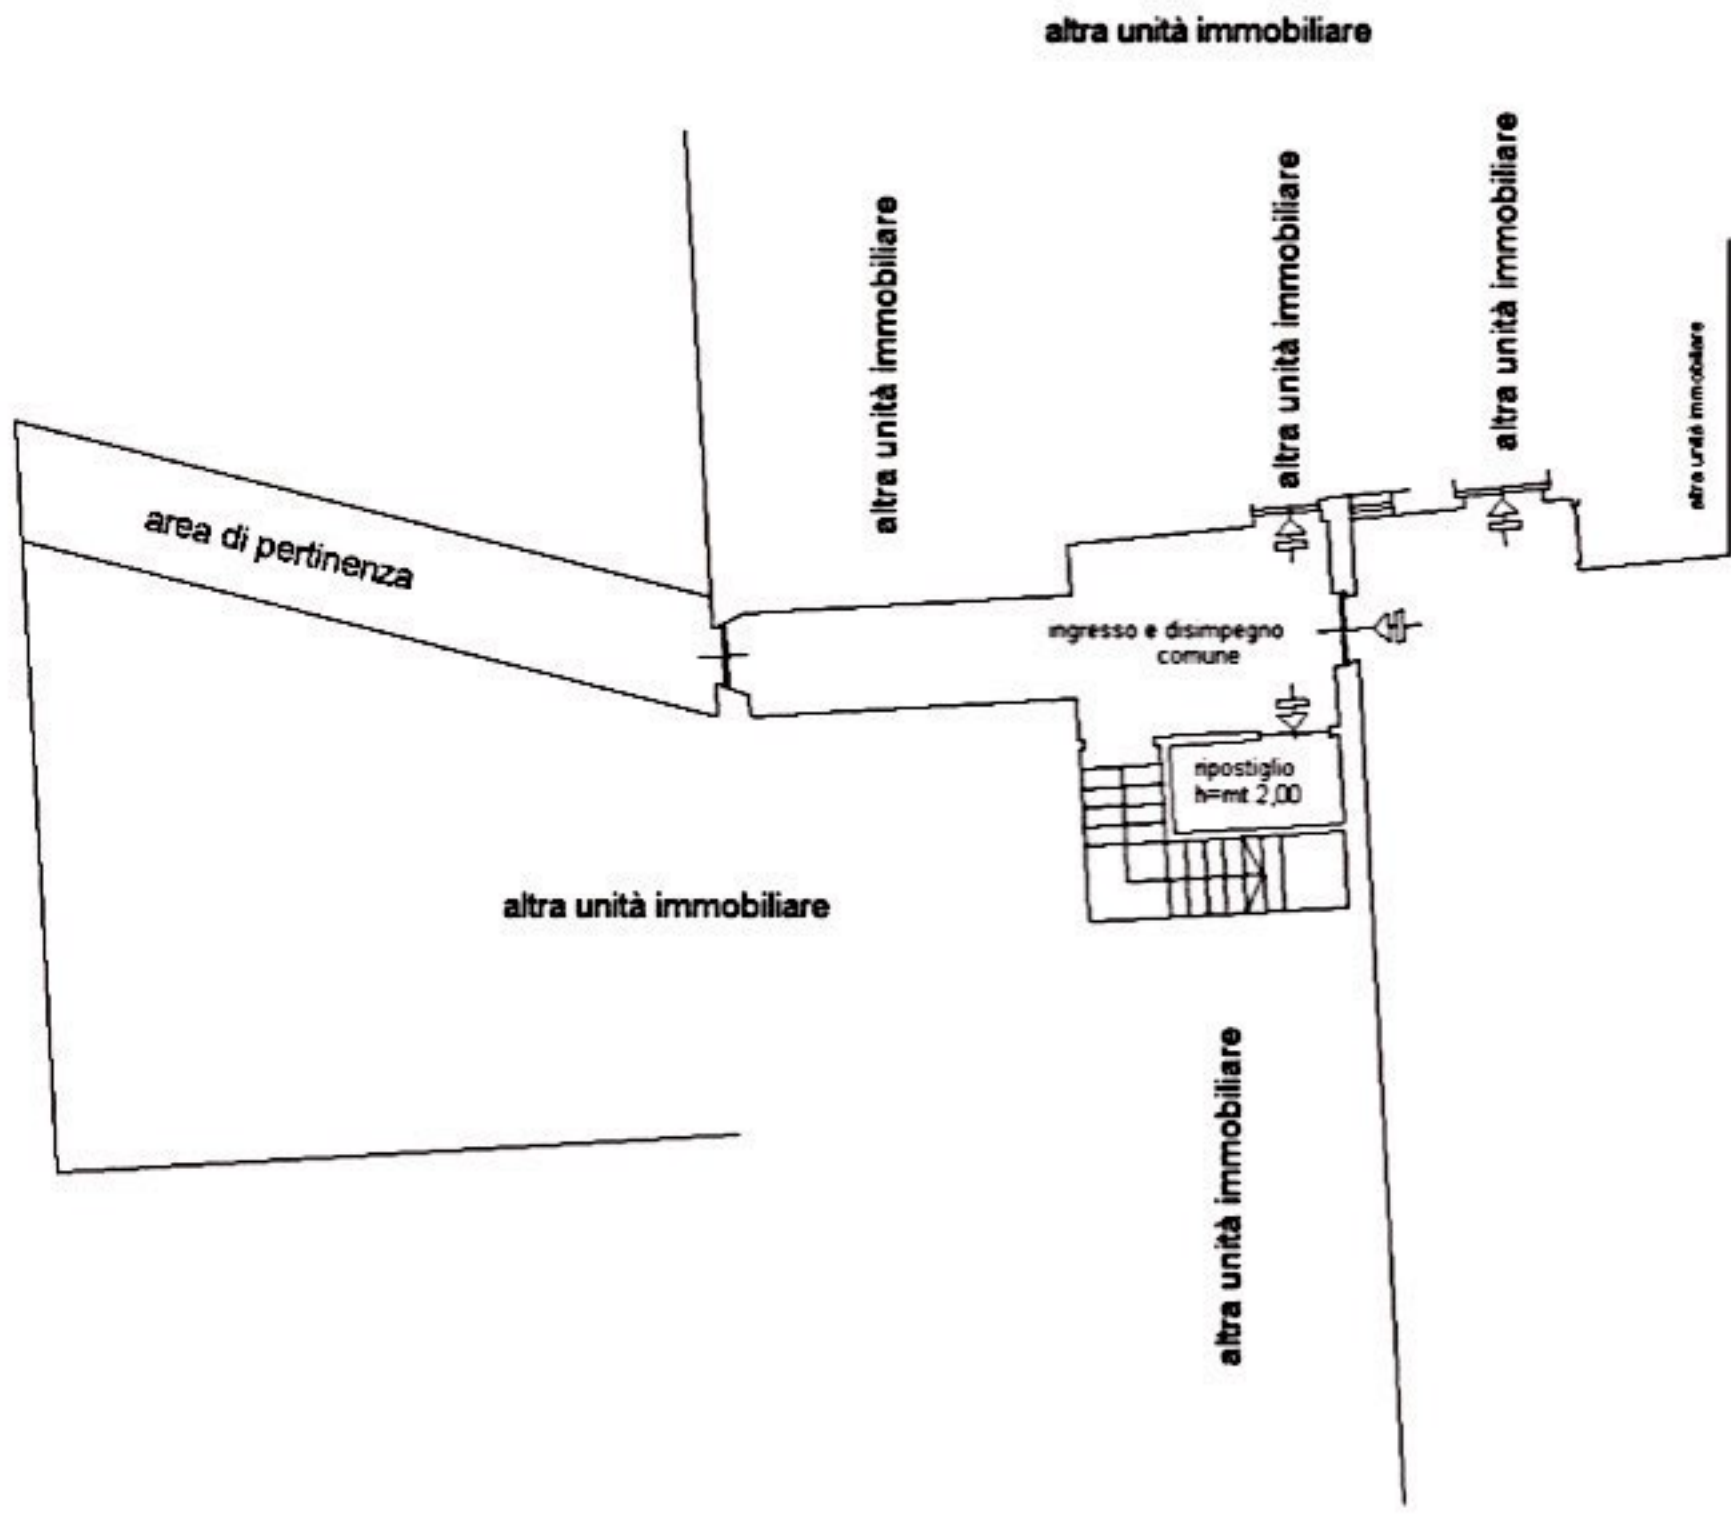 altra unità immobiliare
altra unità immobiliare
altra unità immobiliare
altra unità immobiliare
altra unità immobiliare
area di pertinenza
ingresso e disimpegno
comune
ripostiglio
h=mt 2,00
altra unità immobiliare
altra unità immobiliare